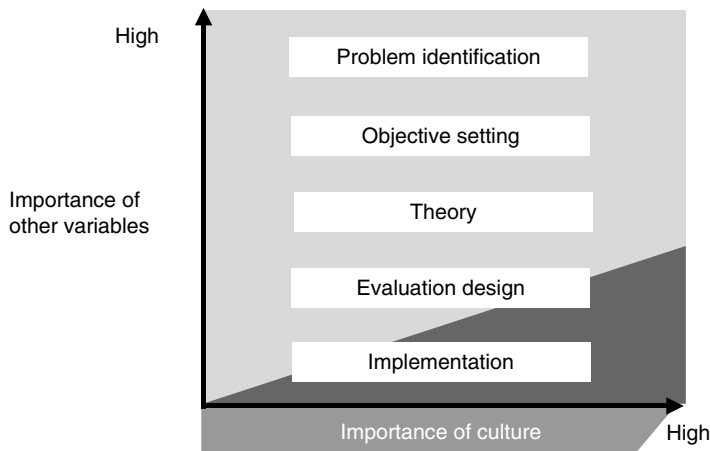 High
Problem identification
Objective setting
Importance of
other variables
Theory
Evaluation design
Implementation
Importance of culture
High